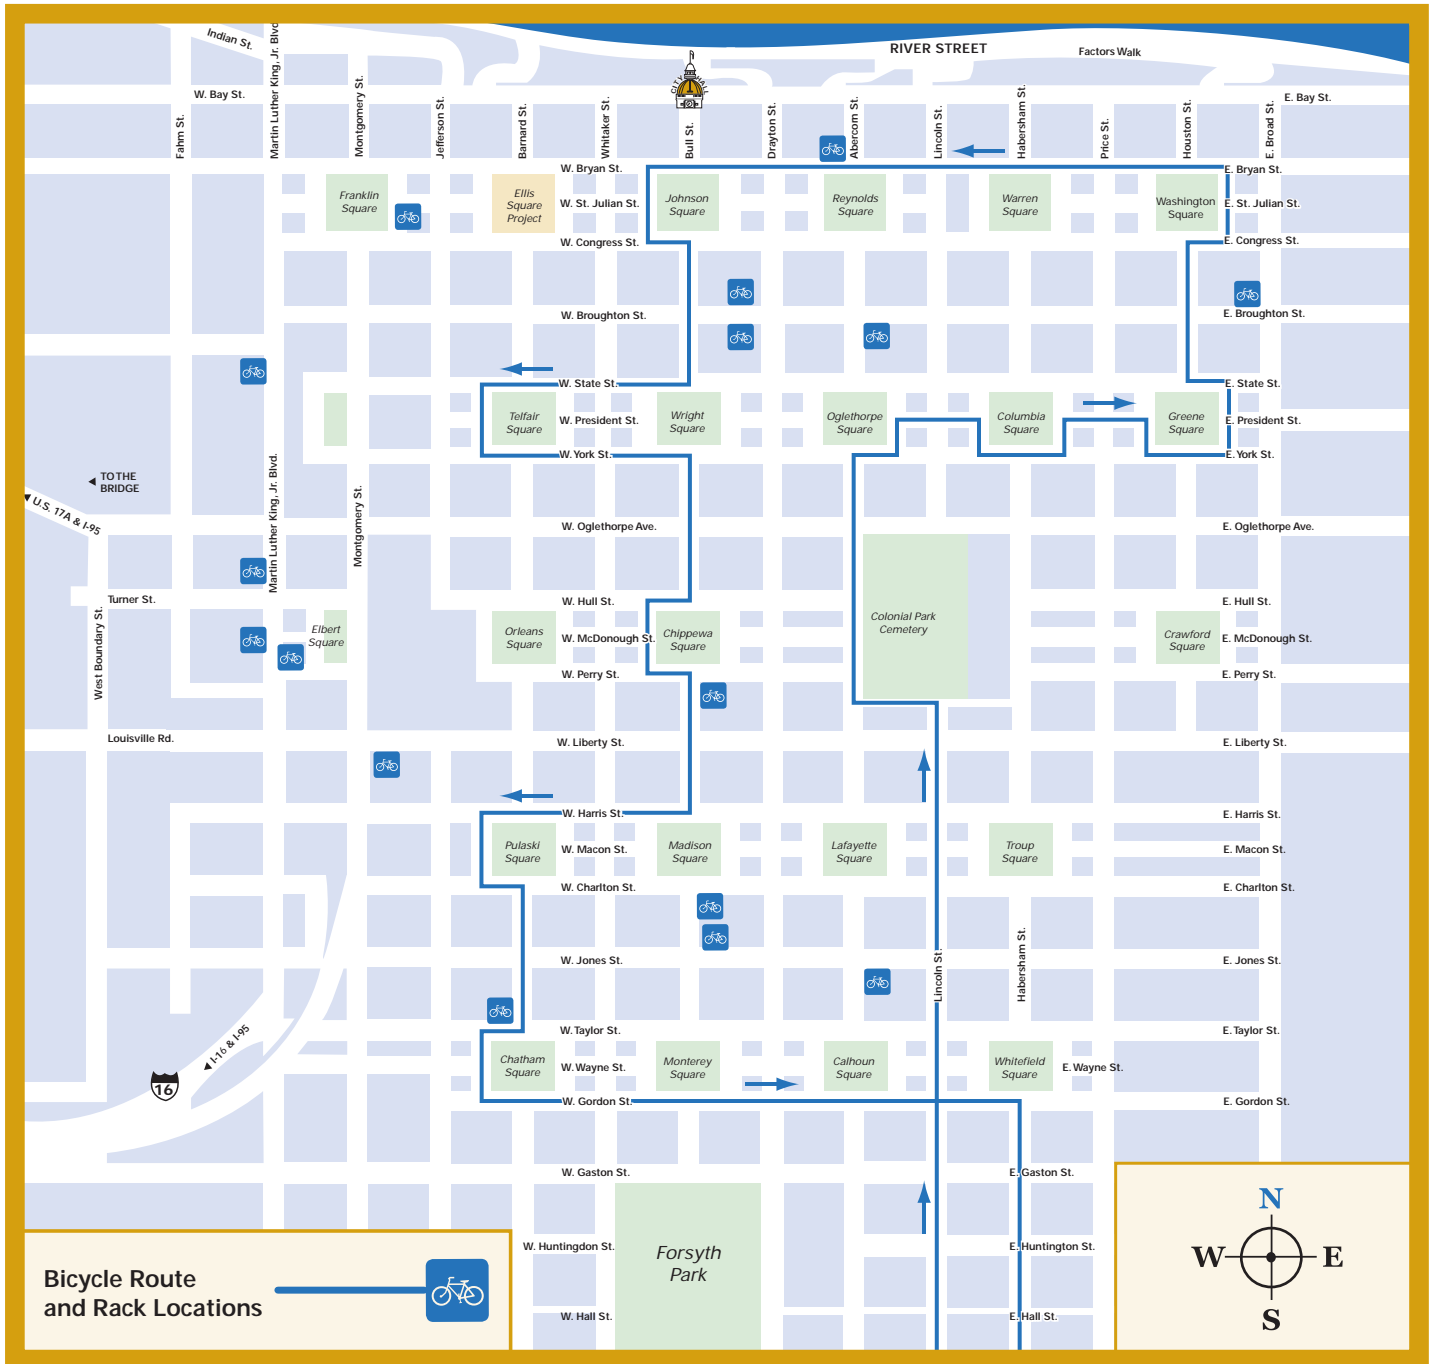 Indian St.
RIVER STREET
Factors Walk
CITY HALL
W. Bay St.
E. Bay St.
Fahm St.
Martin Luther King, Jr. Blvd
Montgomery St.
Jefferson St.
Barnard St.
Whitaker St.
Bull St.
Drayton St.
Abercorn St.
Lincoln St.
Habersham St.
Price St.
Houston St.
E. Broad St.
W. Bryan St.
E. Bryan St.
Franklin
Square
Ellis
Square
Project
W. St. Julian St.
Johnson
Square
Reynolds
Square
Warren
Square
Washington
Square
E. St. Julian St.
W. Congress St.
E. Congress St.
W. Broughton St.
E. Broughton St.
W. State St.
E. State St.
Telfair
Square
W. President St.
Wright
Square
Oglethorpe
Square
Columbia
Square
Greene
Square
E. President St.
W. York St.
E. York St.
TO THE
BRIDGE
U.S. 17A & I-95
Martin Luther King, Jr. Blvd.
Montgomery St.
W. Oglethorpe Ave.
E. Oglethorpe Ave.
Turner St.
West Boundary St.
W. Hull St.
E. Hull St.
Elbert
Square
Orleans
Square
W. McDonough St.
Chippewa
Square
Colonial Park
Cemetery
Crawford
Square
E. McDonough St.
W. Perry St.
E. Perry St.
Louisville Rd.
W. Liberty St.
E. Liberty St.
W. Harris St.
E. Harris St.
Pulaski
Square
W. Macon St.
Madison
Square
Lafayette
Square
Troup
Square
E. Macon St.
W. Charlton St.
E. Charlton St.
Lincoln St.
Habersham St.
W. Jones St.
E. Jones St.
W. Taylor St.
E. Taylor St.
I-16 & I-95
16
Chatham
Square
W. Wayne St.
Monterey
Square
Calhoun
Square
Whitefield
Square
E. Wayne St.
W. Gordon St.
E. Gordon St.
W. Gaston St.
E. Gaston St.
W. Huntingdon St.
Forsyth
Park
E. Huntington St.
W. Hall St.
E. Hall St.
Bicycle Route
and Rack Locations
N
W
E
S